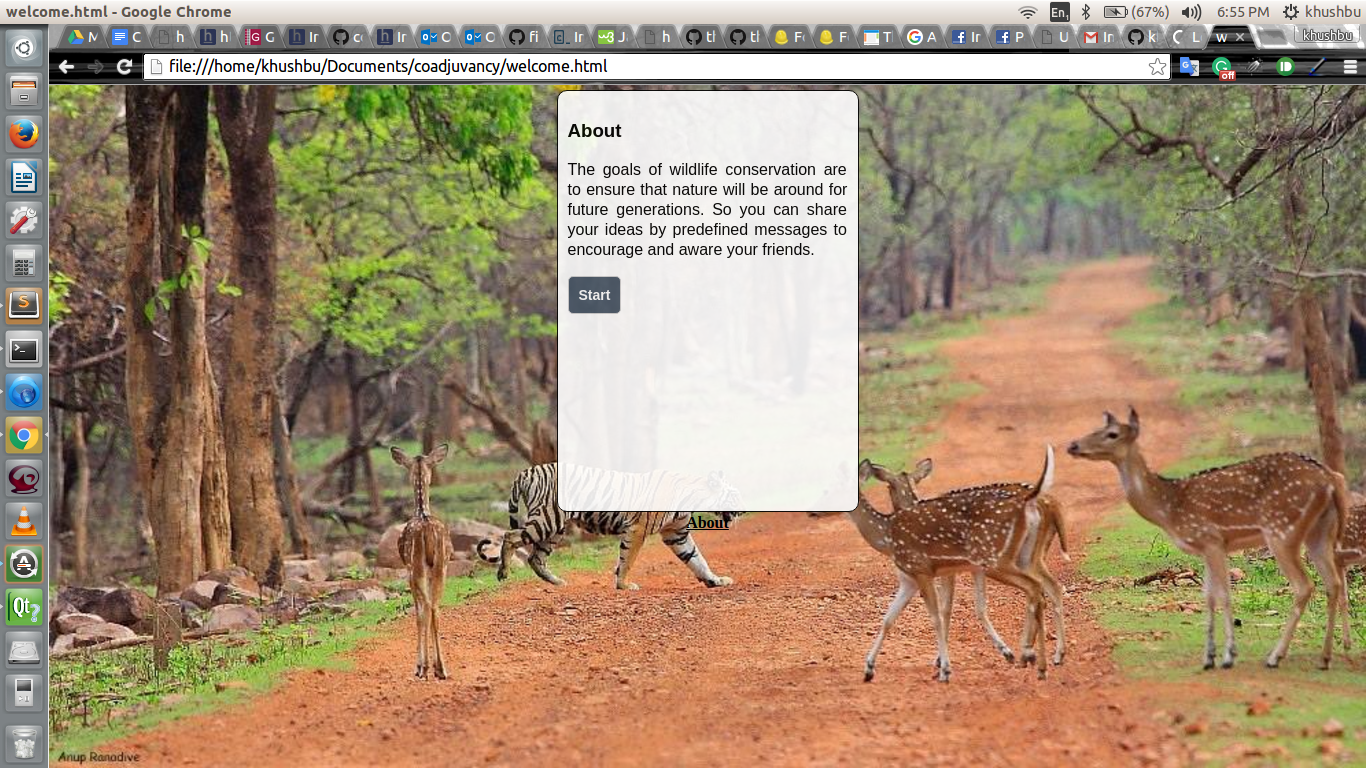 welcome.html - Google Chrome
En1 (67%) 6:55 PM khushbu
M C h h G Ir c Ir C C fi Ir J h tl tl F F T A Ir P U In k L w khushbu
file:///home/khushbu/Documents/coadjuvancy/welcome.html
off
About
The goals of wildlife conservation are
to ensure that nature will be around for
future generations. So you can share
your ideas by predefined messages to
encourage and aware your friends.
Start
About
Qt
Anup Ranadive